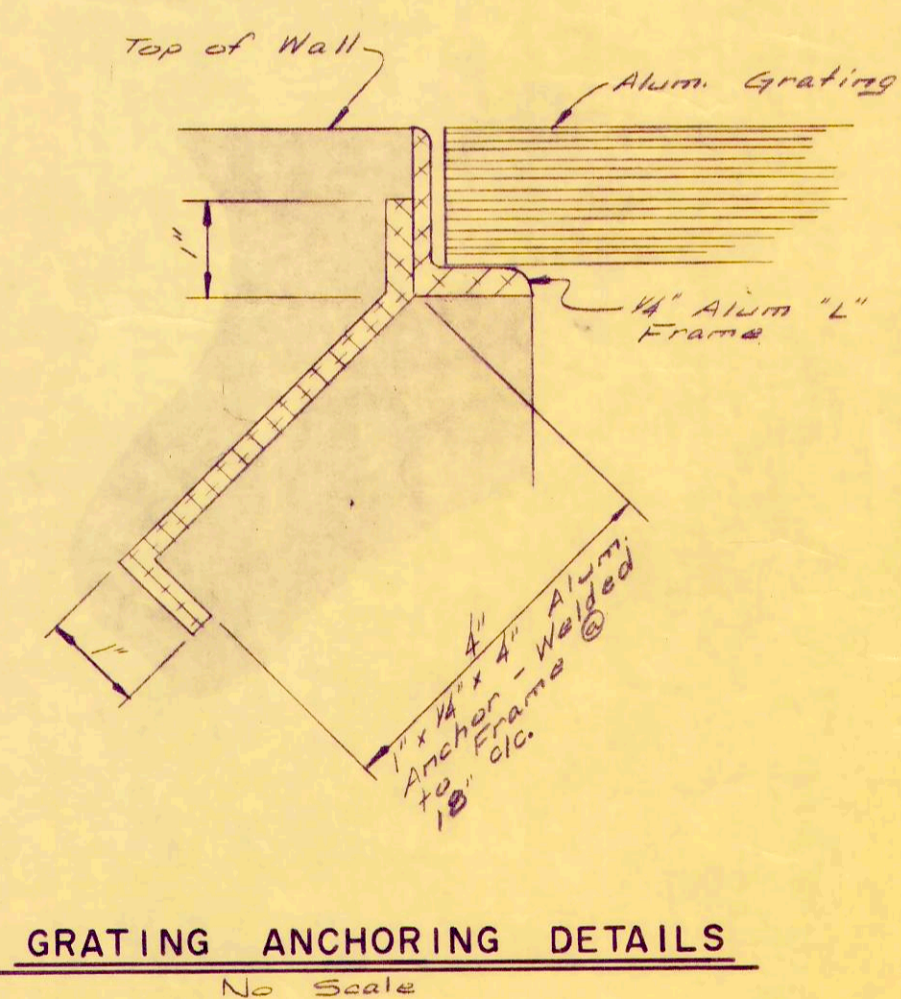 Top of Wall
Alum. Grating
1"
1/4" Alum "L"
Frame
1"
4"
1" x 1/4" x 4" Alum.
Anchor - Welded
to Frame @
18" c/c.
GRATING ANCHORING DETAILS
No Scale